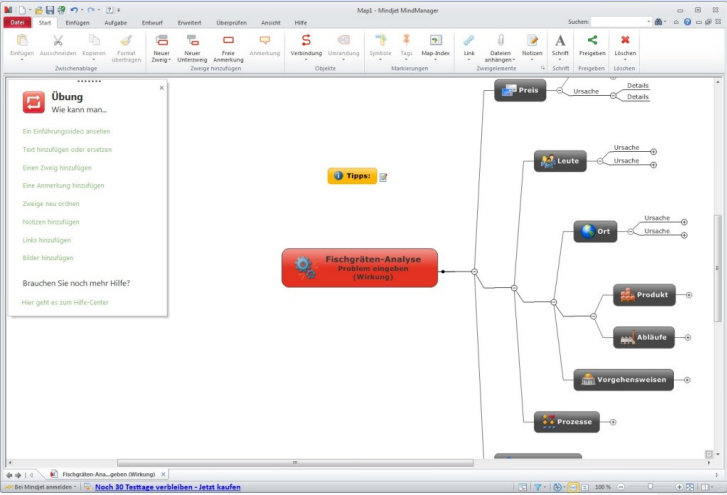 Map1 - Mindjet MindManager
Datei Start Einfügen Aufgabe Entwurf Erweitert Überprüfen Ansicht Hilfe Suchen:
Einfügen Ausschneiden Kopieren Format übertragen
Neuer Zweig Neuer Unterzweig Freie Anmerkung Anmerkung
Verbindung Umrandung
Symbole Tags Map-Index
Link Dateien anhängen Notizen
Schrift
Freigeben
Löschen
Zwischenablage Zweige hinzufügen Objekte Markierungen Zweigelemente Schrift Freigeben Löschen
Übung
Wie kann man...
Ein Einführungsvideo ansehen
Text hinzufügen oder ersetzen
Einen Zweig hinzufügen
Eine Anmerkung hinzufügen
Zweige neu ordnen
Notizen hinzufügen
Links hinzufügen
Bilder hinzufügen
Brauchen Sie noch mehr Hilfe?
Hier geht es zum Hilfe-Center
Tipps:
Fischgräten-Analyse
Problem eingeben
(Wirkung)
Preis
Ursache
Details
Details
Leute
Ursache
Ursache
Ort
Ursache
Ursache
Produkt
Abläufe
Vorgehensweisen
Prozesse
Fischgräten-Ana...geben (Wirkung)
Bei Mindjet anmelden
Noch 30 Testtage verbleiben - Jetzt kaufen
100 %